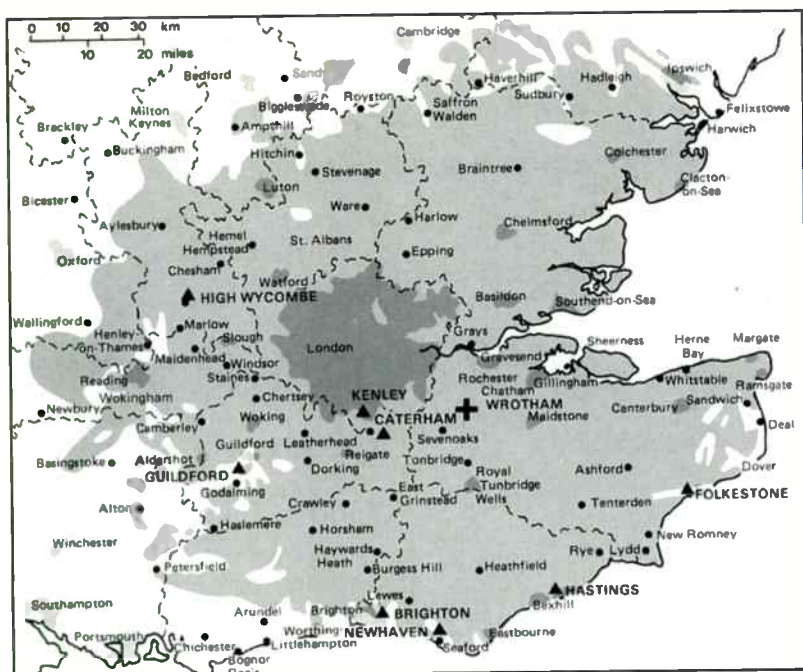 0 10 20 30 km
10 20
miles
Cambridge
Bedford
Sandy
Biggleswade
Royston
Haverhill
Hadleigh
Ipswich
Sudbury
Saffron
Walden
Felixstowe
Harwich
Milton
Keynes
Brackley
Buckingham
Ampthill
Hitchin
Stevenage
Luton
Braintree
Colchester
Clacton-
on-Sea
Bicester
Aylesbury
Ware
Harlow
Chelmsford
Hemel
Hempstead
St. Albans
Epping
Oxford
Chesham
Watford
HIGH WYCOMBE
Basildon
Southend-on-Sea
Wallingford
Marlow
Henley
-on-Thames
Slough
Maidenhead
Windsor
London
Grays
Gravesend
Sheerness
Herne
Bay
Margate
Reading
Staines
Rochester
Chatham
Gillingham
Whitstable
Ramsgate
Wokingham
Chertsey
KENLEY
WROTHAM
Canterbury
Sandwich
Newbury
Woking
CATERHAM
Maidstone
Deal
Camberley
Guildford
Leatherhead
Sevenoaks
Basingstoke
Aldershot
Reigate
Dorking
Tonbridge
Ashford
Dover
GUILDFORD
Godalming
Royal
Tunbridge
Wells
East
Grinstead
FOLKESTONE
Alton
Crawley
Tenterden
Haslemere
Horsham
New Romney
Winchester
Haywards
Heath
Rye
Lydd
Petersfield
Burgess Hill
Heathfield
HASTINGS
Southampton
Arundel
Lewes
Bexhill
Brighton
BRIGHTON
Portsmouth
Worthing
NEWHAVEN
Eastbourne
Chichester
Littlehampton
Seaford
Bognor